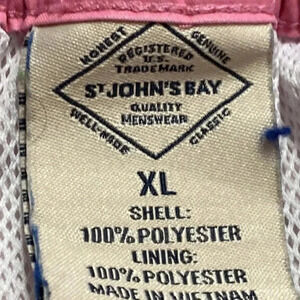 HONEST GENUINE
REGISTERED
U.S.
TRADEMARK
ST JOHN'S BAY
QUALITY
MENSWEAR
WELL-MADE CLASSIC
XL
SHELL:
100% POLYESTER
LINING:
100% POLYESTER
MADE IN VIETNAM